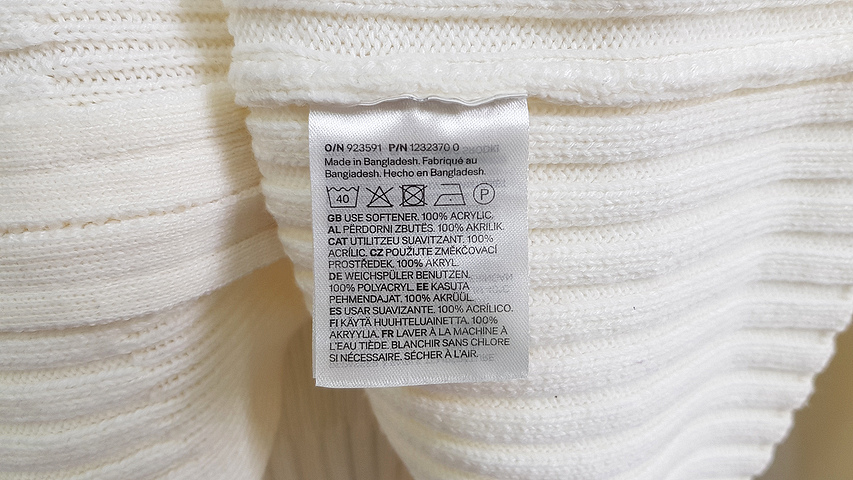 O/N 923591 P/N 1232370 0
Made in Bangladesh. Fabriqué au
Bangladesh. Hecho en Bangladesh.
40 P
GB USE SOFTENER. 100% ACRYLIC.
AL PËRDORNI ZBUTËS. 100% AKRILIK.
CAT UTILITZEU SUAVITZANT. 100%
ACRÍLIC. CZ POUŽIJTE ZMĚKČOVACÍ
PROSTŘEDEK. 100% AKRYL.
DE WEICHSPÜLER BENUTZEN.
100% POLYACRYL. EE KASUTA
PEHMENDAJAT. 100% AKRÜÜL.
ES USAR SUAVIZANTE. 100% ACRÍLICO.
FI KÄYTÄ HUUHTELUAINETTA. 100%
AKRYYLIA. FR LAVER À LA MACHINE À
L'EAU TIÈDE. BLANCHIR SANS CHLORE
SI NÉCESSAIRE. SÉCHER À L'AIR.